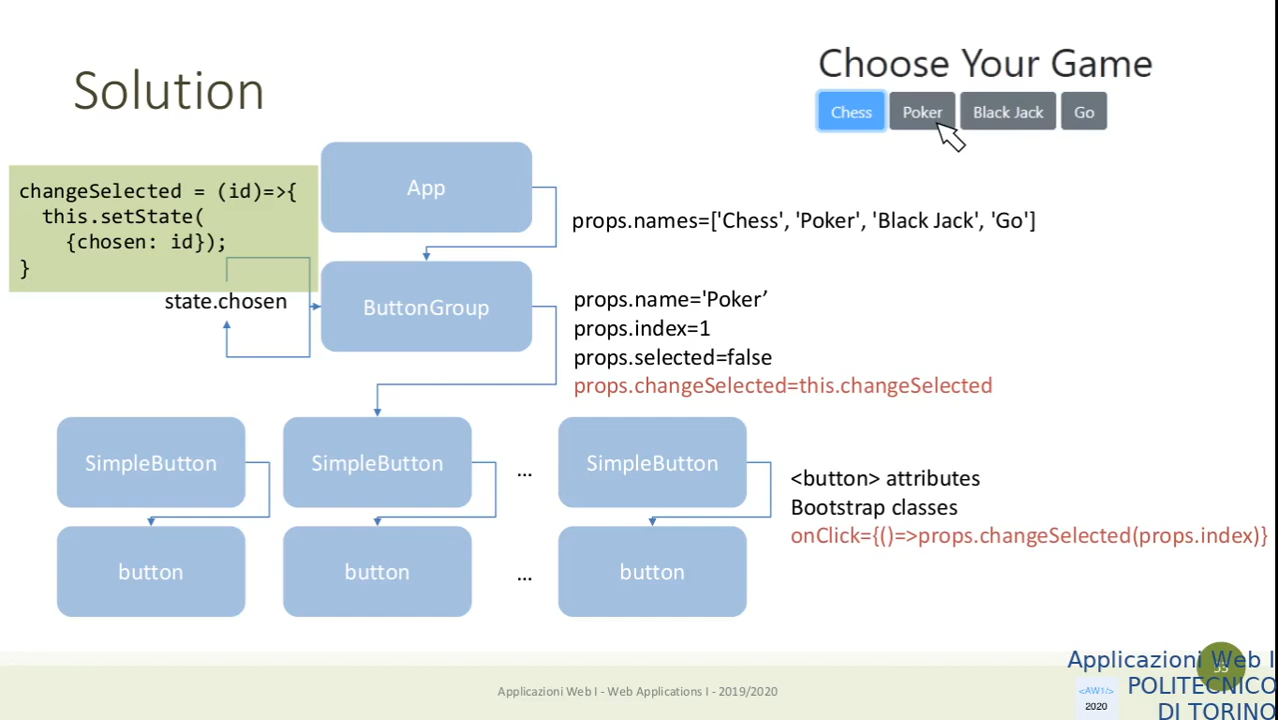 Solution
Choose Your Game
Chess Poker Black Jack Go
changeSelected = (id)=>{
this.setState(
{chosen: id});
}
App
props.names=['Chess', 'Poker', 'Black Jack', 'Go']
state.chosen
ButtonGroup
props.name='Poker’
props.index=1
props.selected=false
props.changeSelected=this.changeSelected
SimpleButton SimpleButton ... SimpleButton
<button> attributes
Bootstrap classes
onClick={()=>props.changeSelected(props.index)}
button button ... button
Applicazioni Web I - Web Applications I - 2019/2020
Applicazioni Web I
POLITECNICO
DI TORINO
<AW1/>
2020